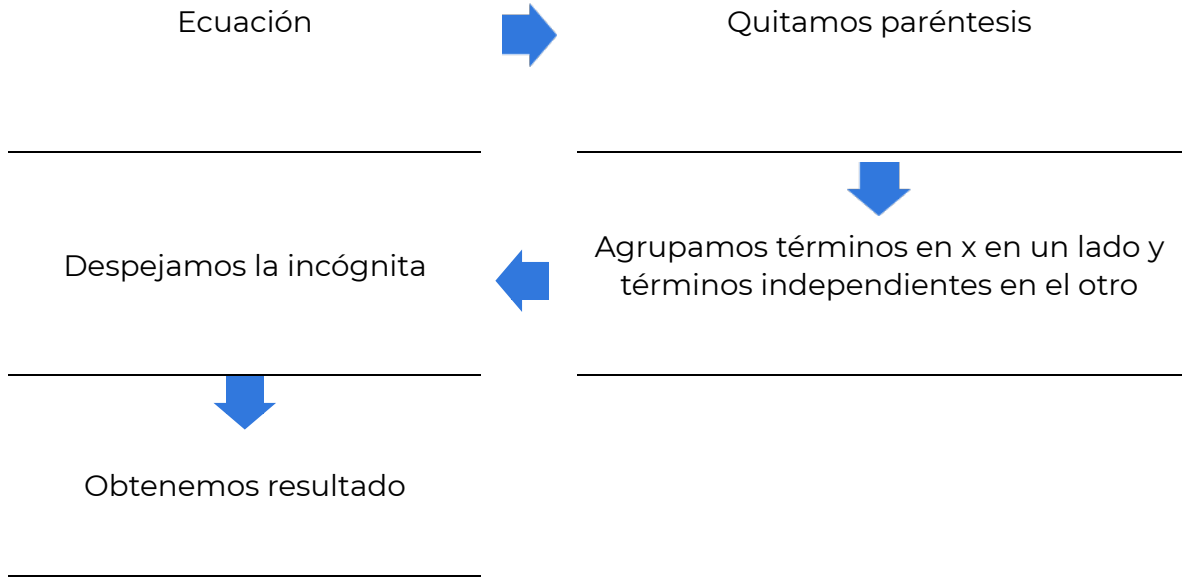 Ecuación
Quitamos paréntesis
Agrupamos términos en x en un lado y
términos independientes en el otro
Despejamos la incógnita
Obtenemos resultado